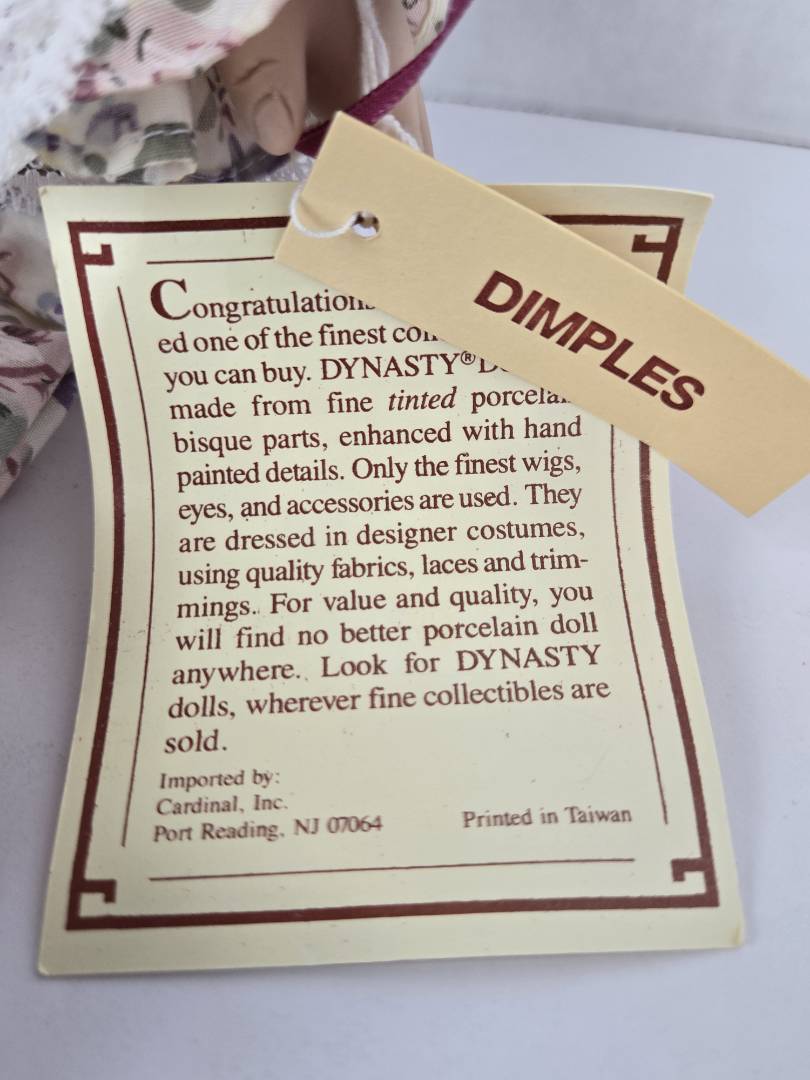 DIMPLES
Congratulations
ed one of the finest
you can buy. DYNASTY®
made from fine tinted porcelain
bisque parts, enhanced with hand
painted details. Only the finest wigs,
eyes, and accessories are used. They
are dressed in designer costumes,
using quality fabrics, laces and trim-
mings. For value and quality, you
will find no better porcelain doll
anywhere. Look for DYNASTY
dolls, wherever fine collectibles are
sold.
Imported by:
Cardinal, Inc.
Port Reading, NJ 07064
Printed in Taiwan